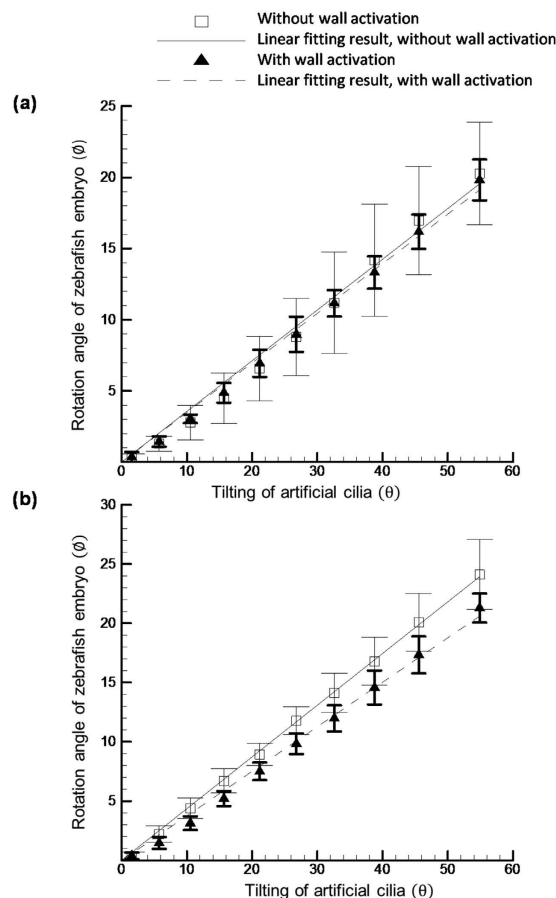 Without wall activation
Linear fitting result, without wall activation
With wall activation
Linear fitting result, with wall activation
(a)
25
20
15
10
5
0
10
20
30
40
50
60
Rotation angle of zebrafish embryo (Ø)
Tilting of artificial cilia (θ)
(b)
30
25
20
15
10
5
0
10
20
30
40
50
60
Rotation angle of zebrafish embryo (Ø)
Tilting of artificial cilia (θ)